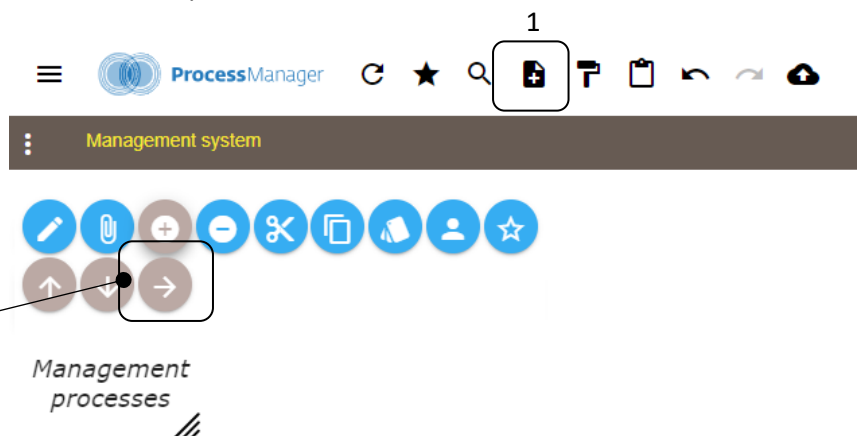 1
ProcessManager
Management system
Management
processes